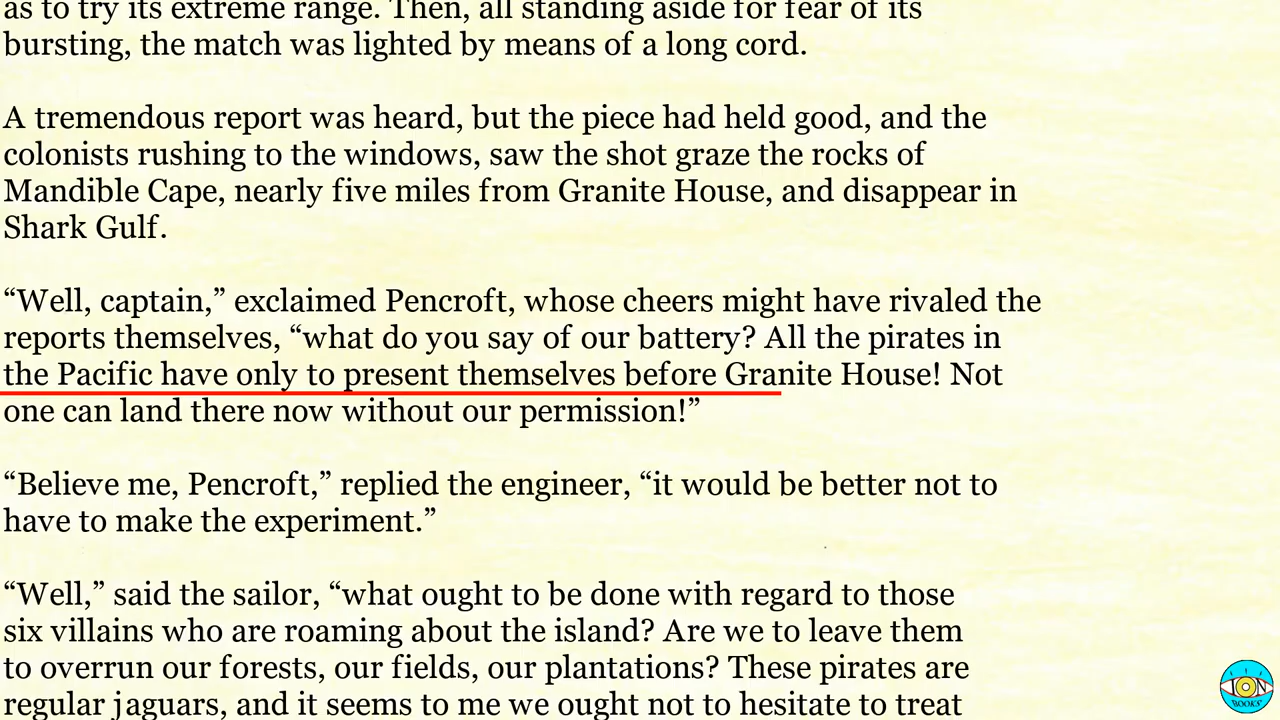 as to try its extreme range. Then, all standing aside for fear of its
bursting, the match was lighted by means of a long cord.
A tremendous report was heard, but the piece had held good, and the
colonists rushing to the windows, saw the shot graze the rocks of
Mandible Cape, nearly five miles from Granite House, and disappear in
Shark Gulf.
“Well, captain,” exclaimed Pencroft, whose cheers might have rivaled the
reports themselves, “what do you say of our battery? All the pirates in
the Pacific have only to present themselves before Granite House! Not
one can land there now without our permission!”
“Believe me, Pencroft,” replied the engineer, “it would be better not to
have to make the experiment.”
“Well,” said the sailor, “what ought to be done with regard to those
six villains who are roaming about the island? Are we to leave them
to overrun our forests, our fields, our plantations? These pirates are
regular jaguars, and it seems to me we ought not to hesitate to treat
ION
BOOKS